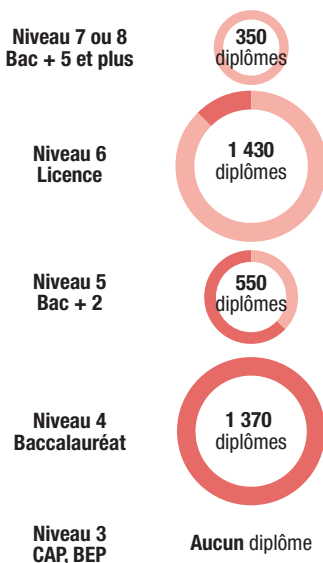 Niveau 7 ou 8
Bac + 5 et plus
350
diplômes
Niveau 6
Licence
1 430
diplômes
Niveau 5
Bac + 2
550
diplômes
Niveau 4
Baccalauréat
1 370
diplômes
Niveau 3
CAP, BEP
Aucun diplôme